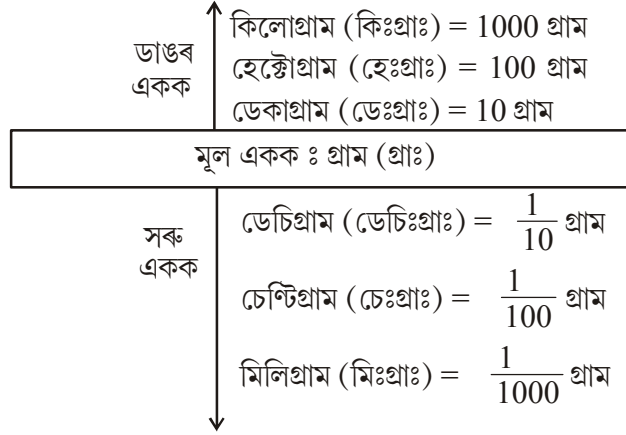 ডাঙৰ
একক
কিলোগ্ৰাম (কিঃগ্ৰাঃ) = 1000 গ্ৰাম
হেক্টোগ্ৰাম (হেঃগ্ৰাঃ) = 100 গ্ৰাম
ডেকাগ্ৰাম (ডেঃগ্ৰাঃ) = 10 গ্ৰাম
মূল একক ঃ গ্ৰাম (গ্ৰাঃ)
সৰু
একক
ডেচিগ্ৰাম (ডেচিঃগ্ৰাঃ) = 1/10 গ্ৰাম
চেণ্টিগ্ৰাম (চেঃগ্ৰাঃ) = 1/100 গ্ৰাম
মিলিগ্ৰাম (মিঃগ্ৰাঃ) = 1/1000 গ্ৰাম